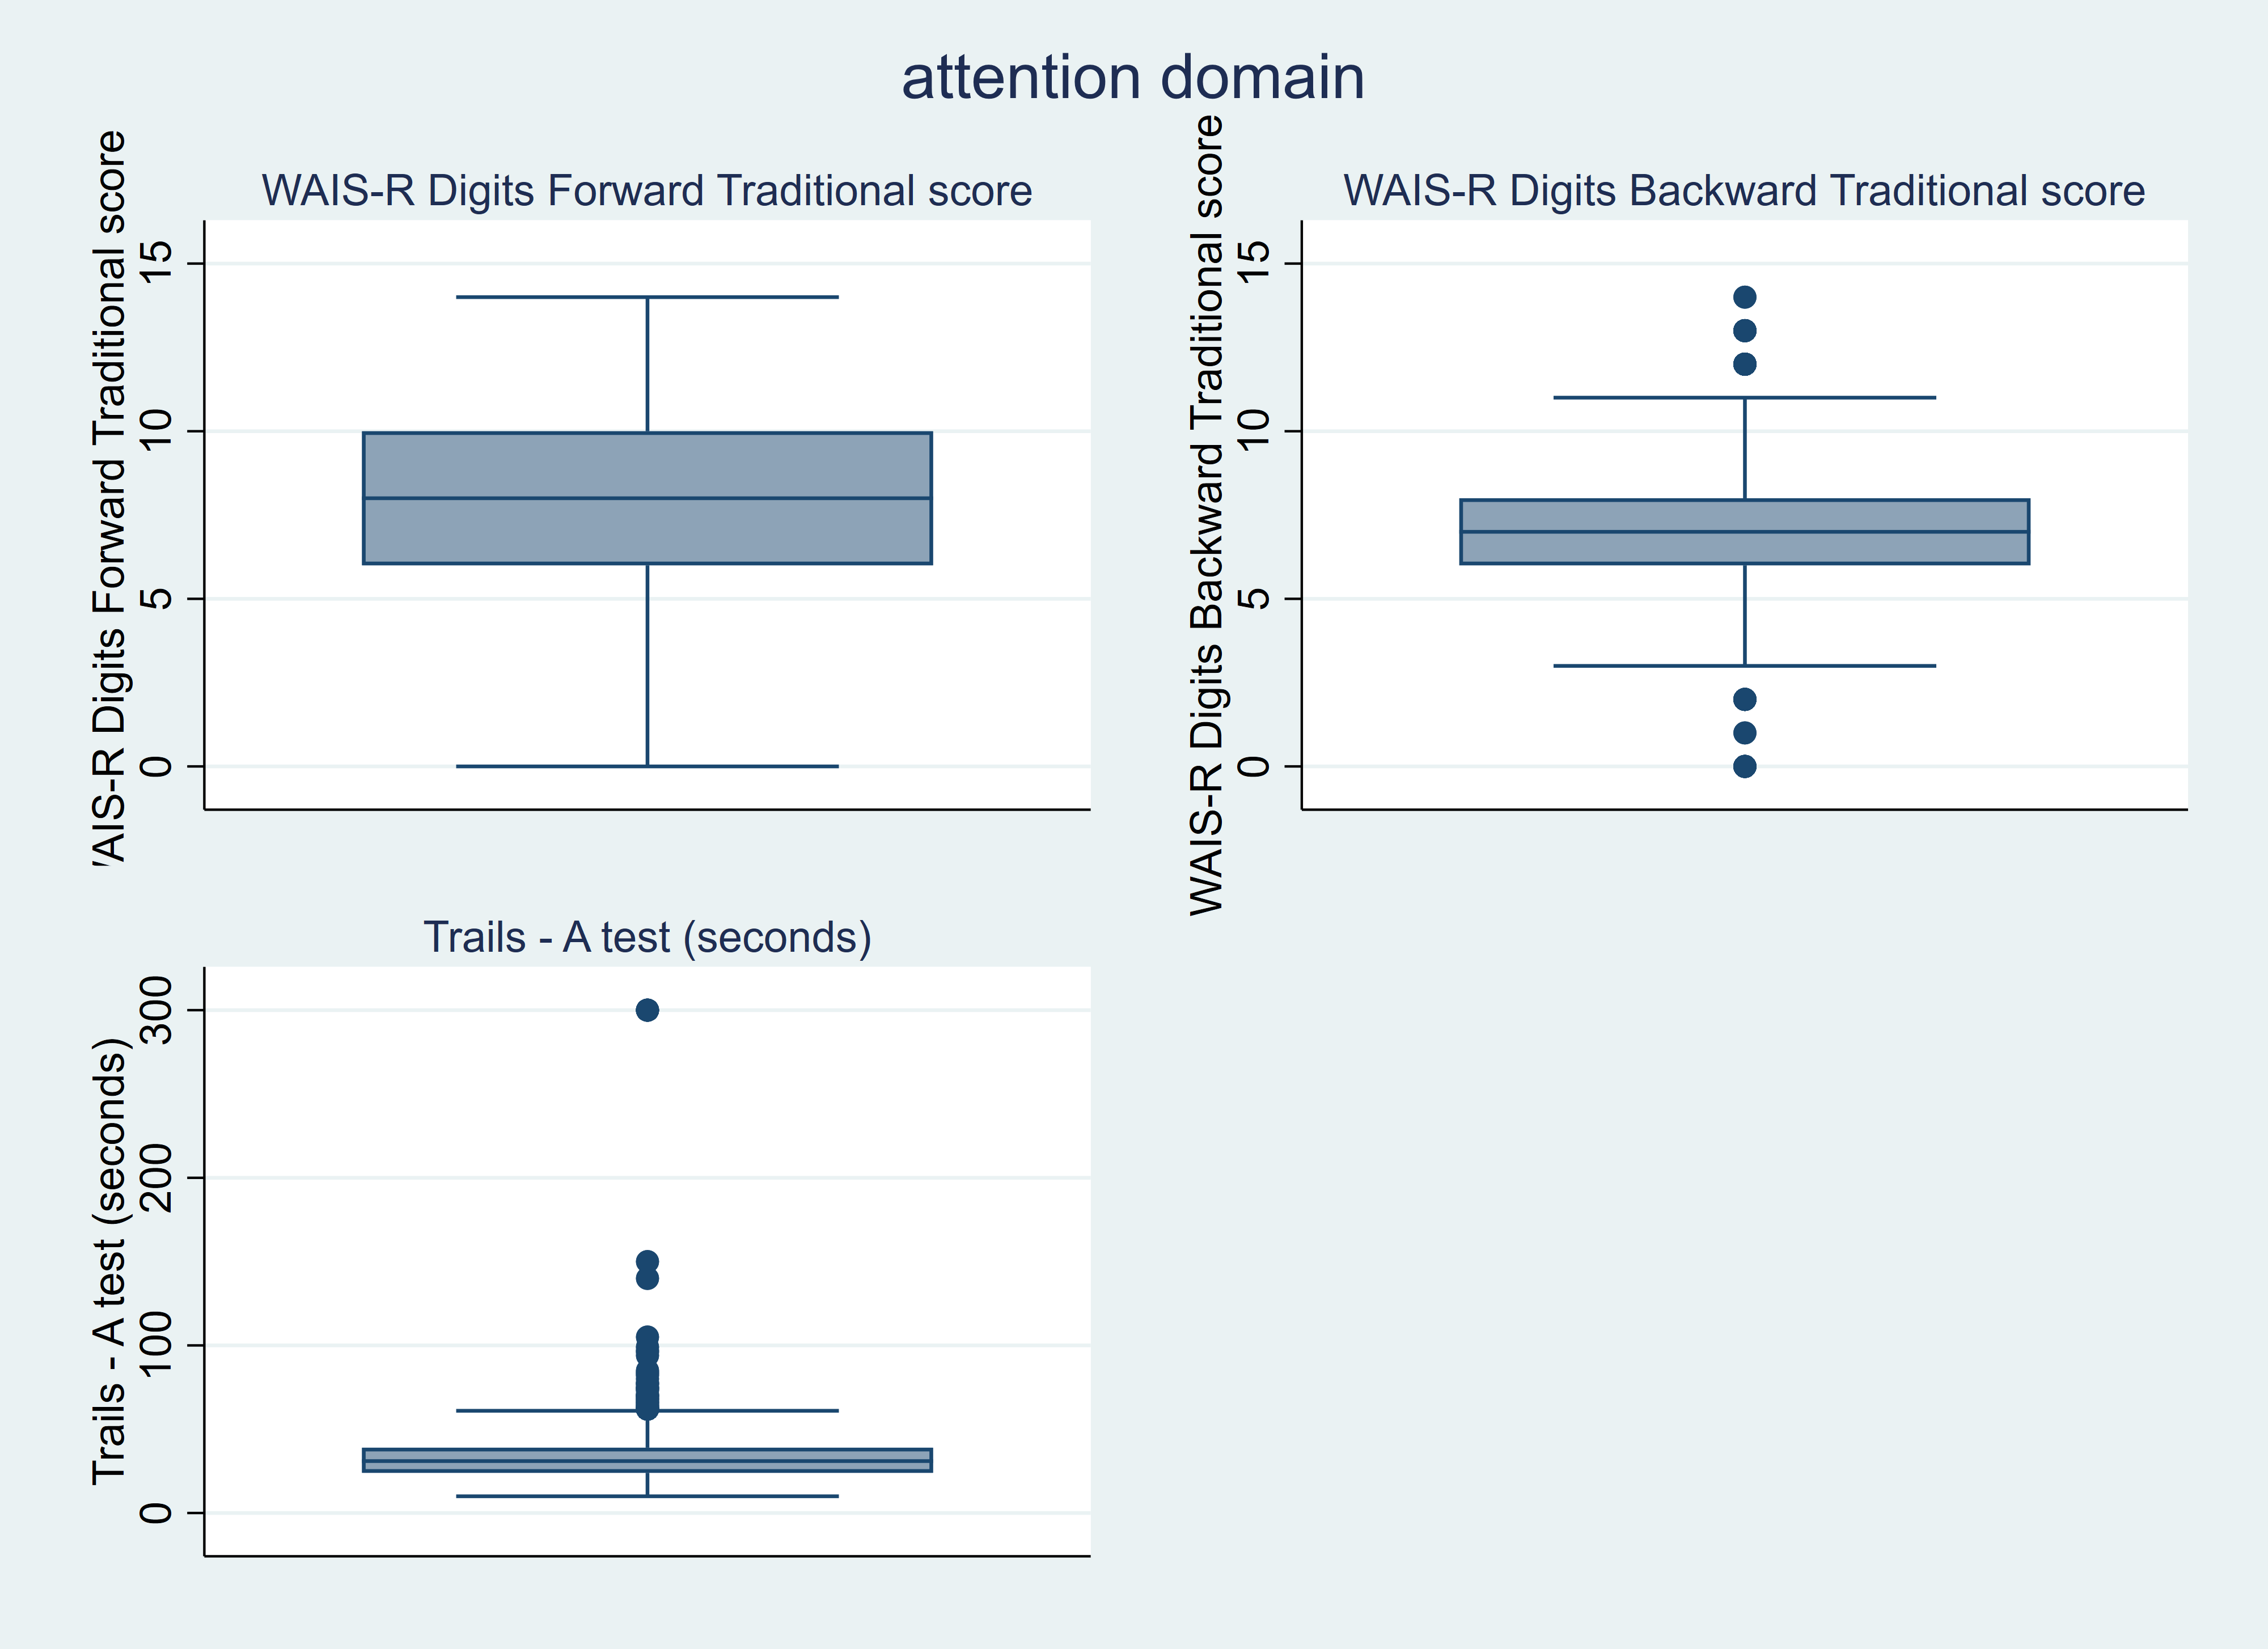 attention domain
WAIS-R Digits Forward Traditional score
WAIS-R Digits Forward Traditional score
15
10
5
0
WAIS-R Digits Backward Traditional score
WAIS-R Digits Backward Traditional score
15
10
5
0
Trails - A test (seconds)
Trails - A test (seconds)
300
200
100
0